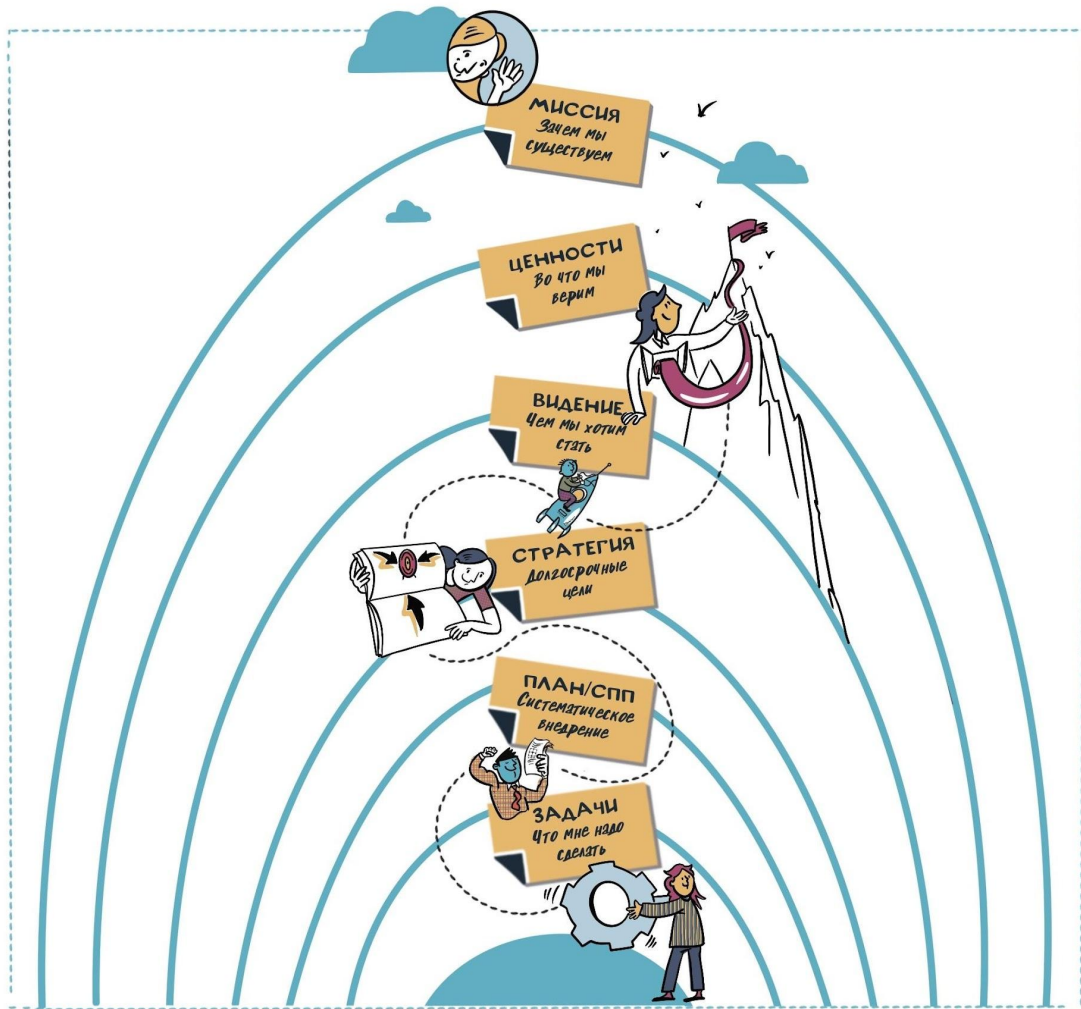 МИССИЯ
Зачем мы
существуем
ЦЕННОСТИ
Во что мы
верим
ВИДЕНИЕ
Чем мы хотим
стать
СТРАТЕГИЯ
Долгосрочные
цели
ПЛАН/СПП
Систематическое
внедрение
ЗАДАЧИ
Что мне надо
сделать